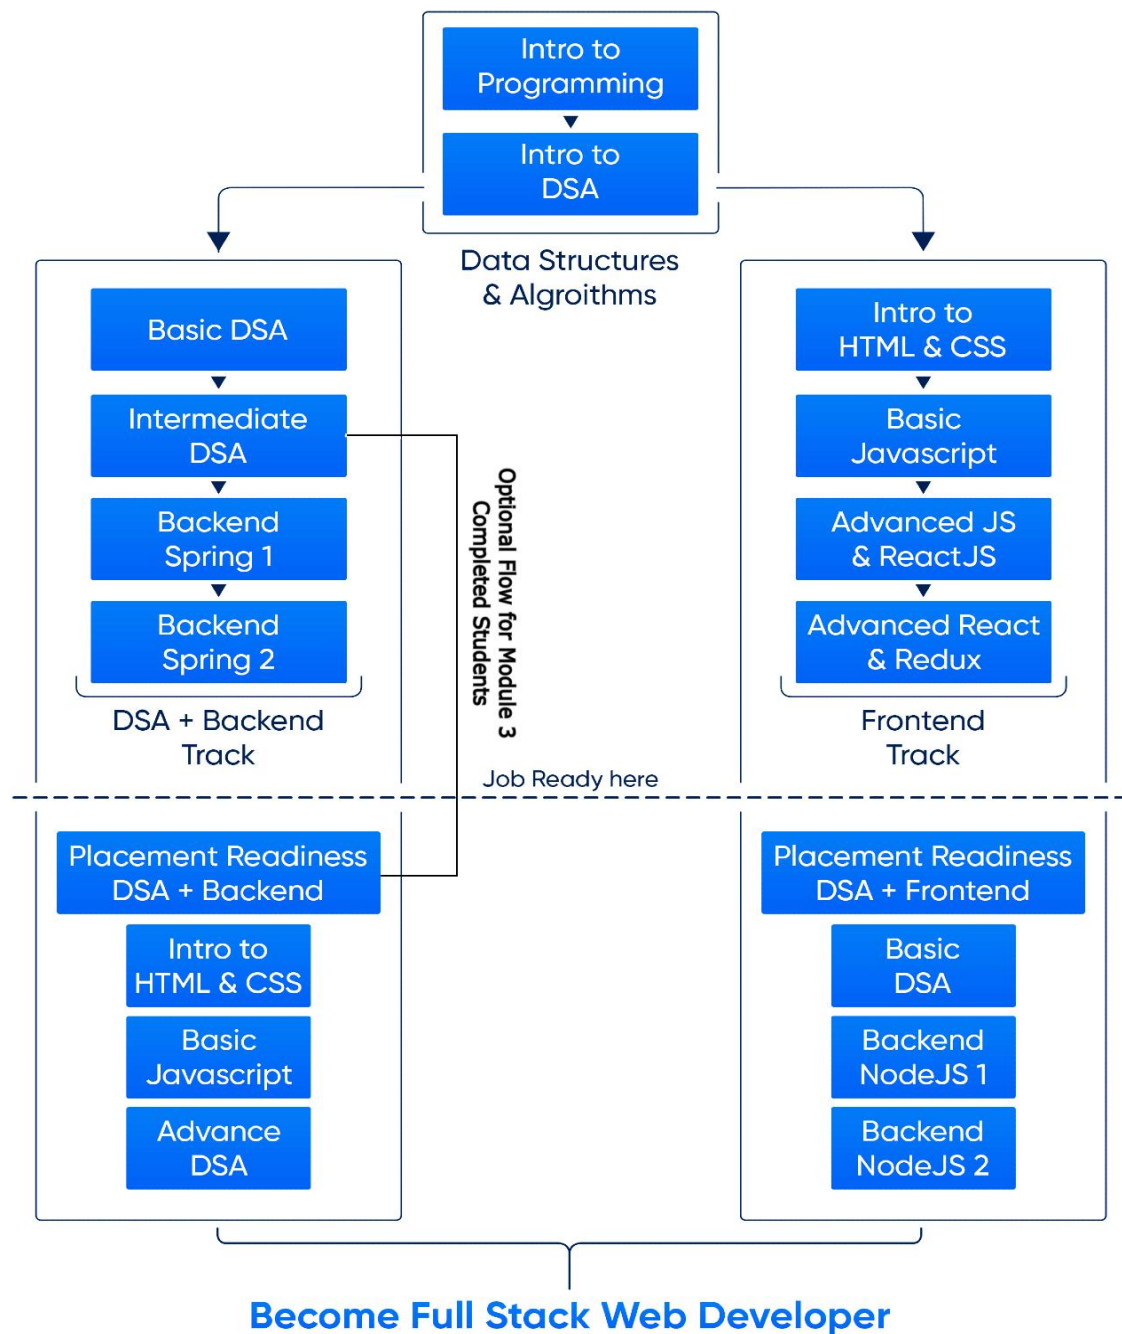 Intro to
Programming
Intro to
DSA
Data Structures
& Algroithms
Basic DSA
Intermediate
DSA
Backend
Spring 1
Backend
Spring 2
DSA + Backend
Track
Optional Flow for Module 3
Completed Students
Intro to
HTML & CSS
Basic
Javascript
Advanced JS
& ReactJS
Advanced React
& Redux
Frontend
Track
Job Ready here
Placement Readiness
DSA + Backend
Intro to
HTML & CSS
Basic
Javascript
Advance
DSA
Placement Readiness
DSA + Frontend
Basic
DSA
Backend
NodeJS 1
Backend
NodeJS 2
Become Full Stack Web Developer